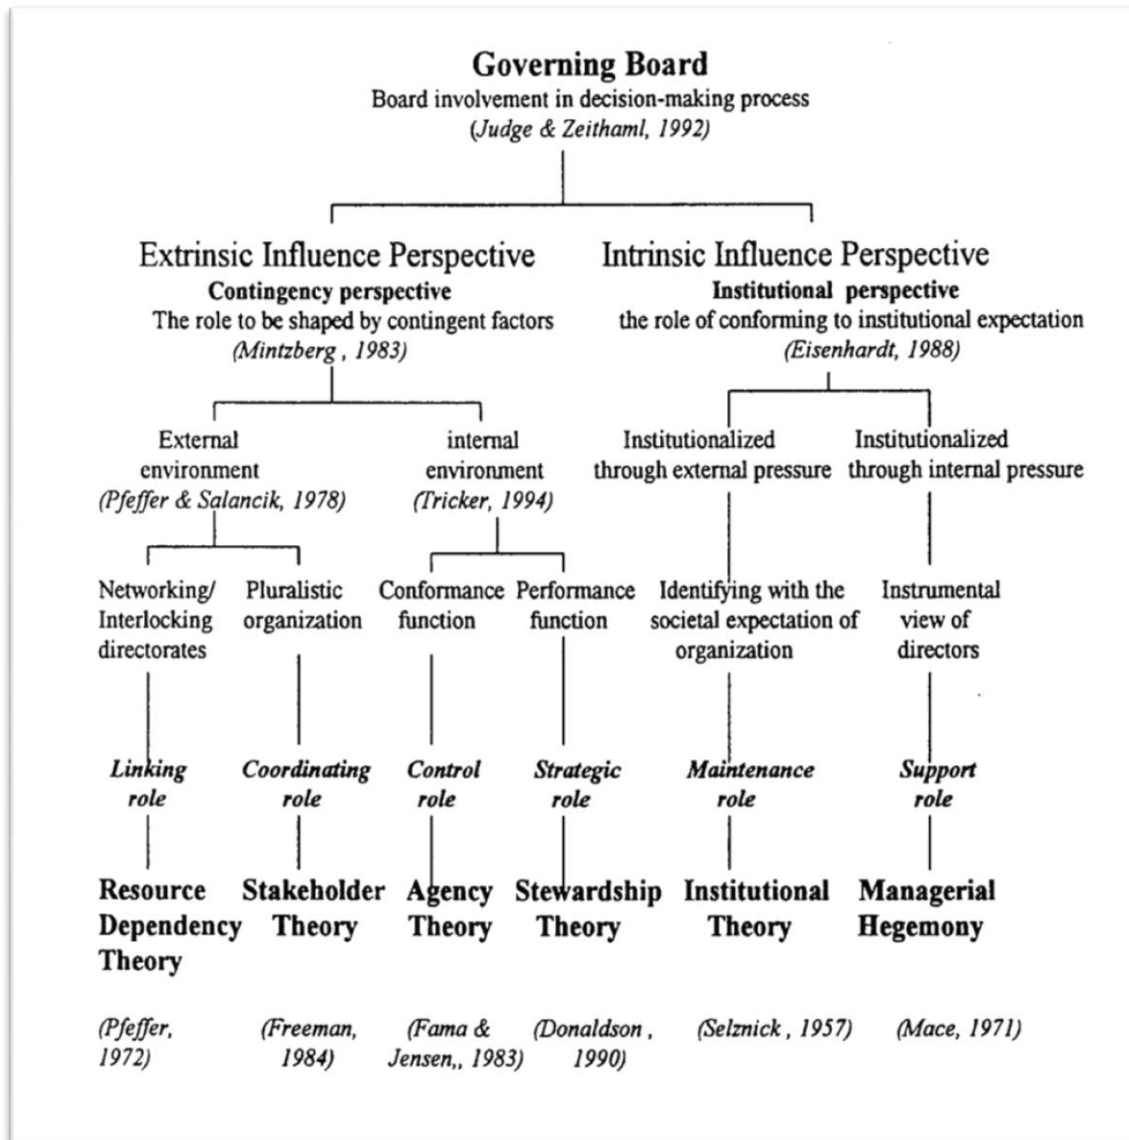 Governing Board
Board involvement in decision-making process
(Judge & Zeithaml, 1992)
Extrinsic Influence Perspective
Contingency perspective
The role to be shaped by contingent factors
(Mintzberg , 1983)
Intrinsic Influence Perspective
Institutional perspective
the role of conforming to institutional expectation
(Eisenhardt, 1988)
External
environment
(Pfeffer & Salancik, 1978)
internal
environment
(Tricker, 1994)
Institutionalized
through external pressure
Institutionalized
through internal pressure
Networking/
Interlocking
directorates
Pluralistic
organization
Conformance
function
Performance
function
Identifying with the
societal expectation of
organization
Instrumental
view of
directors
Linking
role
Coordinating
role
Control
role
Strategic
role
Maintenance
role
Support
role
Resource
Dependency
Theory
Stakeholder
Theory
Agency
Theory
Stewardship
Theory
Institutional
Theory
Managerial
Hegemony
(Pfeffer,
1972)
(Freeman,
1984)
(Fama &
Jensen,, 1983)
(Donaldson ,
1990)
(Selznick , 1957)
(Mace, 1971)